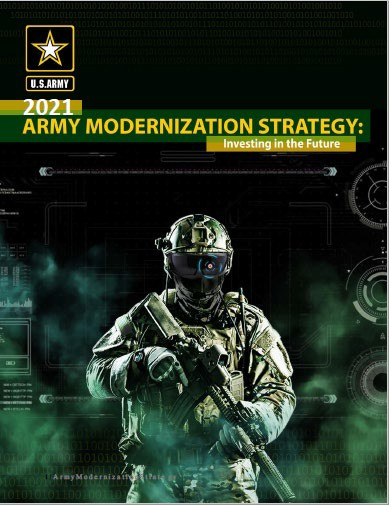 U.S.ARMY
2021
ARMY MODERNIZATION STRATEGY:
Investing in the Future